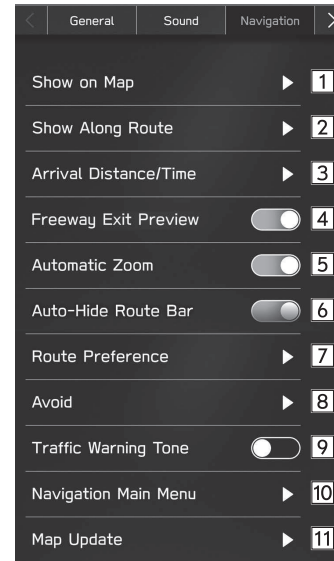 General Sound Navigation
Show on Map 1
Show Along Route 2
Arrival Distance/Time 3
Freeway Exit Preview 4
Automatic Zoom 5
Auto-Hide Route Bar 6
Route Preference 7
Avoid 8
Traffic Warning Tone 9
Navigation Main Menu 10
Map Update 11